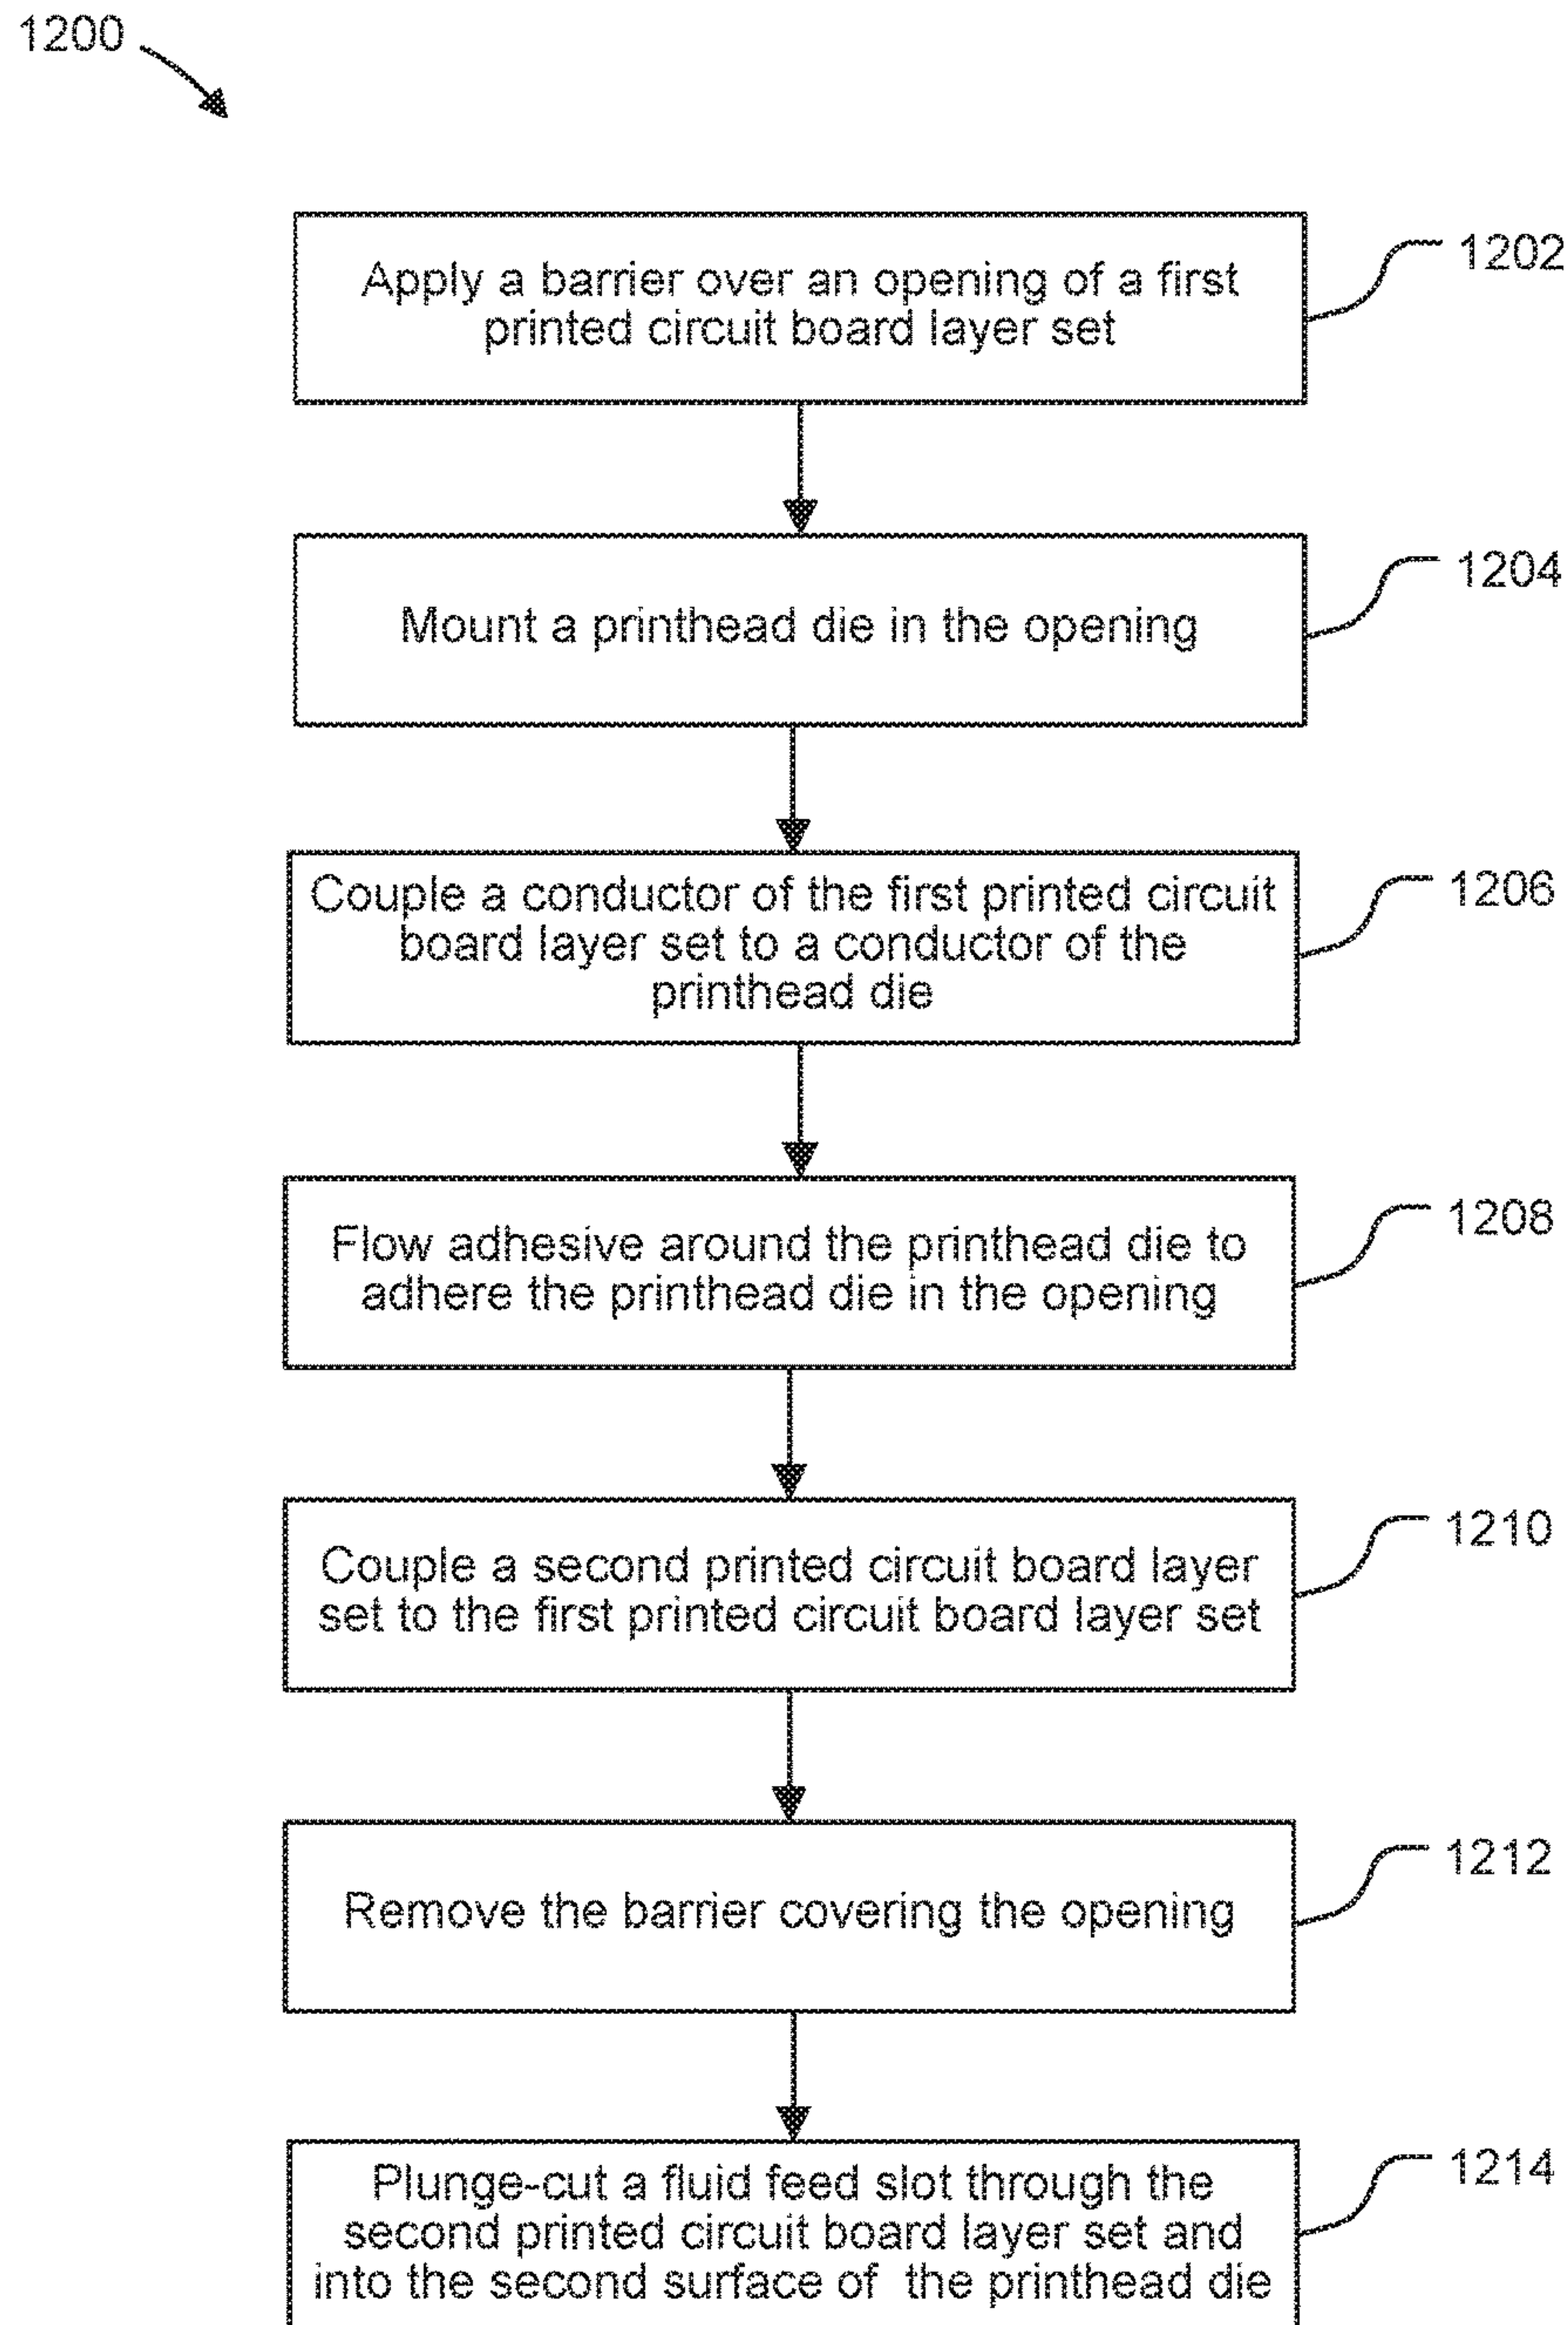 1200
Apply a barrier over an opening of a first
printed circuit board layer set
1202
Mount a printhead die in the opening
1204
Couple a conductor of the first printed circuit
board layer set to a conductor of the
printhead die
1206
Flow adhesive around the printhead die to
adhere the printhead die in the opening
1208
Couple a second printed circuit board layer
set to the first printed circuit board layer set
1210
Remove the barrier covering the opening
1212
Plunge-cut a fluid feed slot through the
second printed circuit board layer set and
into the second surface of the printhead die
1214